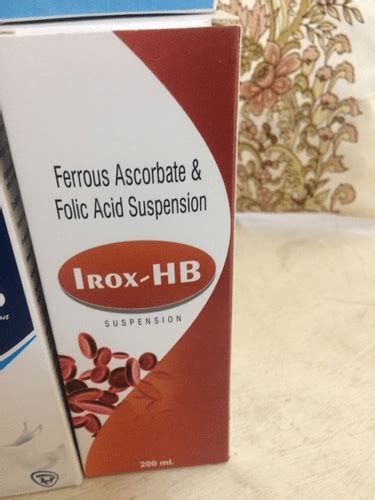 Ferrous Ascorbate &
Folic Acid Suspension
IROX-HB
SUSPENSION
200 ml.